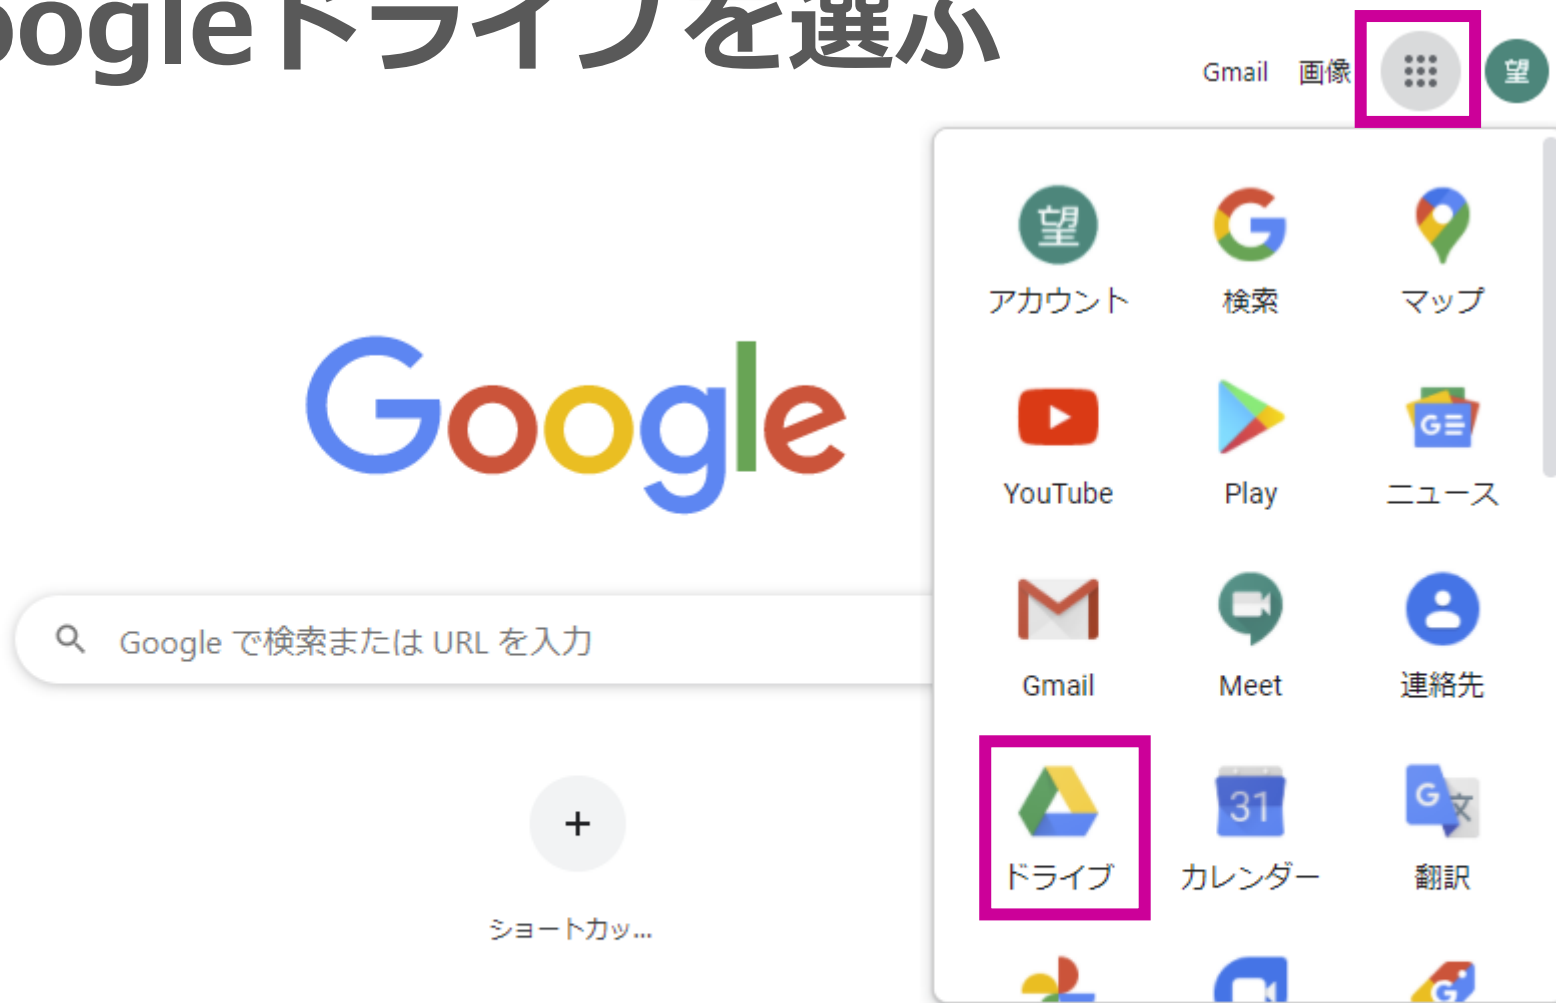 oogleドライブを選ぶ
Gmail 画像 望
望
アカウント 検索 マップ
Google
YouTube Play ニュース
Google で検索または URL を入力
Gmail Meet 連絡先
31
ドライブ カレンダー 翻訳
ショートカッ...